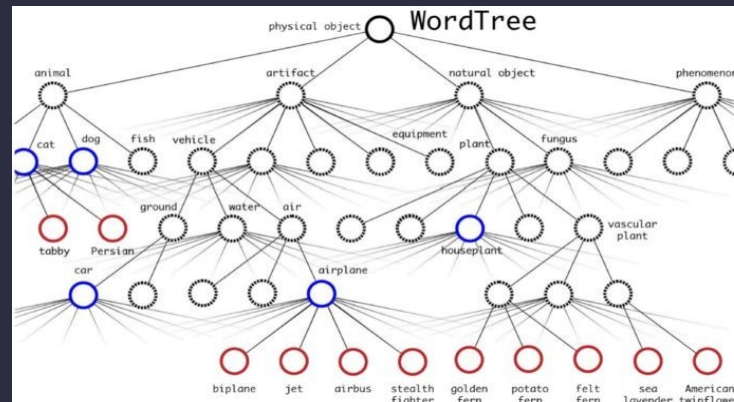 physical object
WordTree
animal
artifact
natural object
phenomenon
cat
dog
fish
vehicle
equipment
plant
fungus
ground
water
air
vascular
plant
tabby
Persian
houseplant
car
airplane
biplane
jet
airbus
stealth
fighter
golden
fern
potato
fern
felt
fern
sea
lavender
American
twinflower